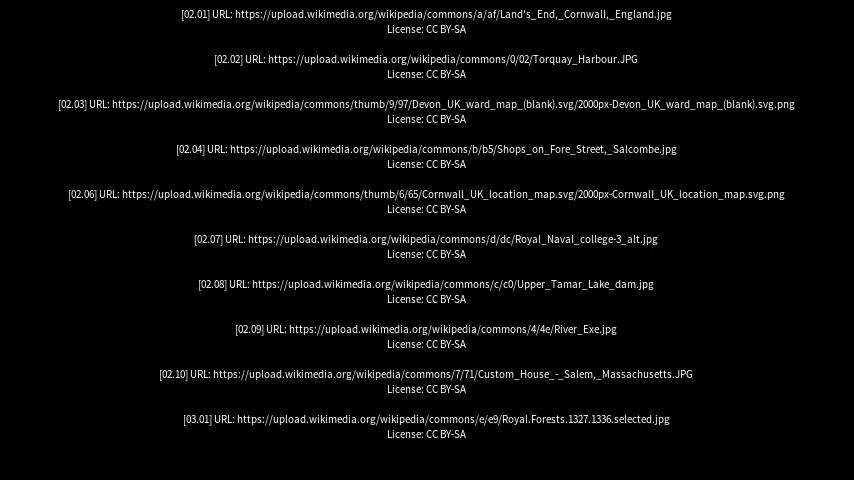 [02.01] URL: https://upload.wikimedia.org/wikipedia/commons/a/af/Land's_End,_Cornwall,_England.jpg
License: CC BY-SA
[02.02] URL: https://upload.wikimedia.org/wikipedia/commons/0/02/Torquay_Harbour.JPG
License: CC BY-SA
[02.03] URL: https://upload.wikimedia.org/wikipedia/commons/thumb/9/97/Devon_UK_ward_map_(blank).svg/2000px-Devon_UK_ward_map_(blank).svg.png
License: CC BY-SA
[02.04] URL: https://upload.wikimedia.org/wikipedia/commons/b/b5/Shops_on_Fore_Street,_Salcombe.jpg
License: CC BY-SA
[02.06] URL: https://upload.wikimedia.org/wikipedia/commons/thumb/6/65/Cornwall_UK_location_map.svg/2000px-Cornwall_UK_location_map.svg.png
License: CC BY-SA
[02.07] URL: https://upload.wikimedia.org/wikipedia/commons/d/dc/Royal_Naval_college-3_alt.jpg
License: CC BY-SA
[02.08] URL: https://upload.wikimedia.org/wikipedia/commons/c/c0/Upper_Tamar_Lake_dam.jpg
License: CC BY-SA
[02.09] URL: https://upload.wikimedia.org/wikipedia/commons/4/4e/River_Exe.jpg
License: CC BY-SA
[02.10] URL: https://upload.wikimedia.org/wikipedia/commons/7/71/Custom_House_-_Salem,_Massachusetts.JPG
License: CC BY-SA
[03.01] URL: https://upload.wikimedia.org/wikipedia/commons/e/e9/Royal.Forests.1327.1336.selected.jpg
License: CC BY-SA